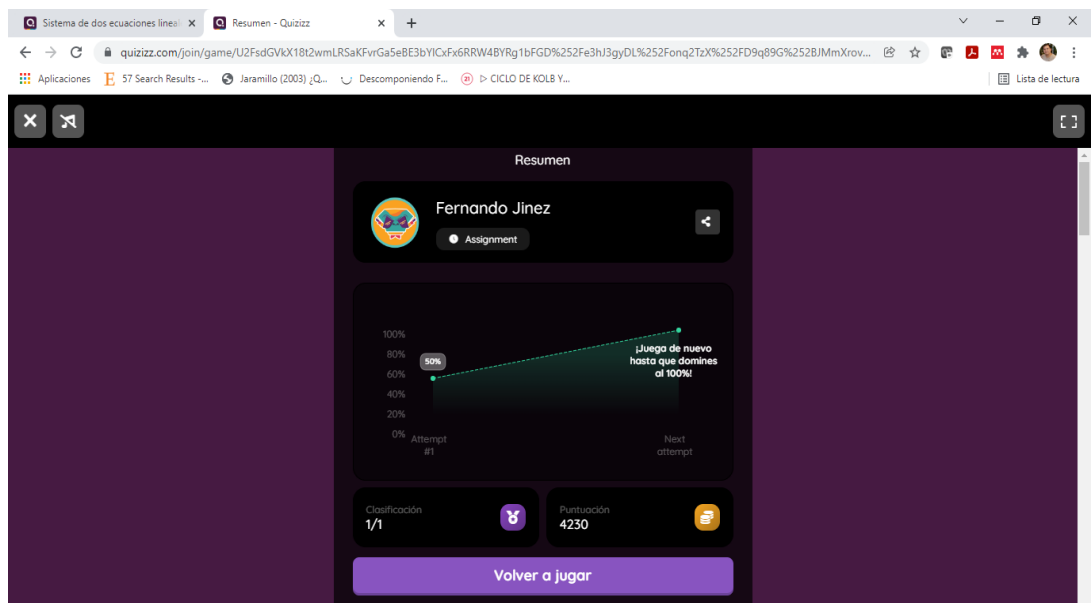 Sistema de dos ecuaciones lineal
Resumen - Quizizz
quizizz.com/join/game/U2FsdGVkX18t2wmLRSaKFvrGa5eBE3bYlCxFx6RRW4BYRg1bFGD%252Fe3hJ3gyDL%252Fonq2TzX%252FD9q89G%252BJMmXrov...
Aplicaciones
57 Search Results -...
Jaramillo (2003) ¿Q...
Descomponiendo F...
▷ CICLO DE KOLB Y...
Lista de lectura
Resumen
Fernando Jinez
Assignment
100%
80%
60%
40%
20%
0%
50%
¡Juega de nuevo
hasta que domines
al 100%!
Attempt
#1
Next
attempt
Clasificación
1/1
Puntuación
4230
Volver a jugar